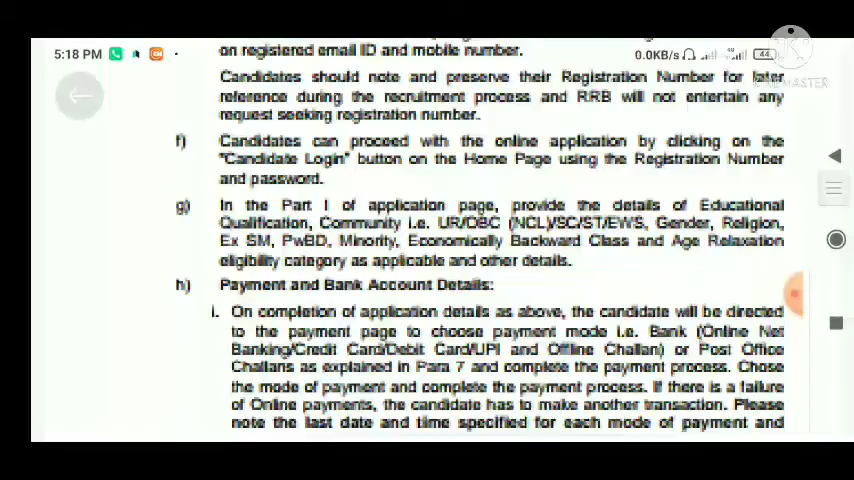 5:18 PM
0.0KB/s
44
on registered email ID and mobile number.
KINEMASTER
Candidates should note and preserve their Registration Number for later
reference during the recruitment process and RRB will not entertain any
request seeking registration number.
f) Candidates can proceed with the online application by clicking on the
"Candidate Login" button on the Home Page using the Registration Number
and password.
g) In the Part I of application page, provide the details of Educational
Qualification, Community i.e. UR/OBC (NCL)/SC/ST/EWS, Gender, Religion,
Ex SM, PwBD, Minority, Economically Backward Class and Age Relaxation
eligibility category as applicable and other details.
h) Payment and Bank Account Details:
i. On completion of application details as above, the candidate will be directed
to the payment page to choose payment mode i.e. Bank (Online Net
Banking/Credit Card/Debit Card/UPI and Offline Challan) or Post Office
Challans as explained in Para 7 and complete the payment process. Chose
the mode of payment and complete the payment process. If there is a failure
of Online payments, the candidate has to make another transaction. Please
note the last date and time specified for each mode of payment and